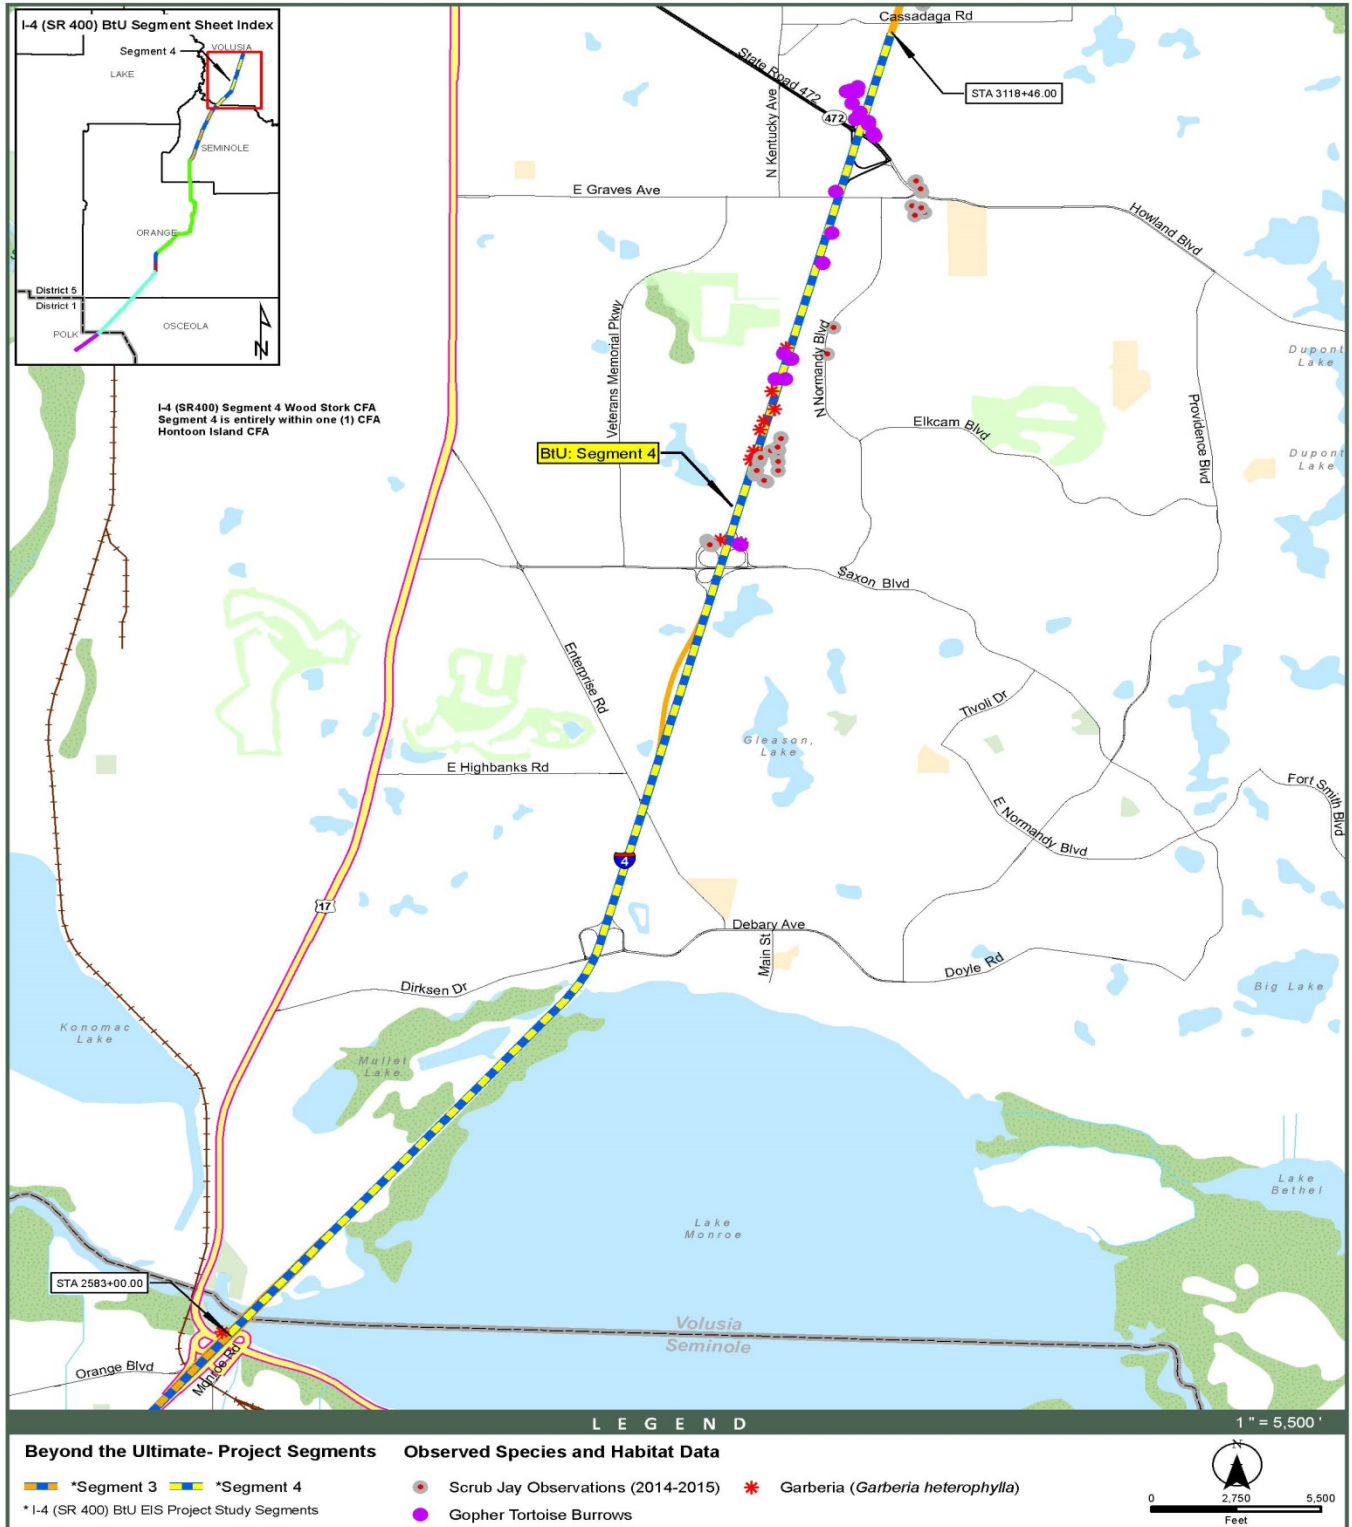 I-4 (SR 400) BtU Segment Sheet Index
Segment 4
VOLUSIA
LAKE
SEMINOLE
ORANGE
District 5
District 1
POLK
OSCEOLA
N
Cassadaga Rd
State Road 472
N Kentucky Ave
472
STA 3118+46.00
E Graves Ave
Howland Blvd
Veterans Memorial Pkwy
N Normandy Blvd
Dupont
Lake
I-4 (SR400) Segment 4 Wood Stork CFA
Segment 4 is entirely within one (1) CFA
Hontoon Island CFA
Elkcam Blvd
Providence Blvd
BtU: Segment 4
Dupont
Lake
Saxon Blvd
Enterprise Rd
Tivoli Dr
Gleason,
Lake
E Highbanks Rd
Fort Smith Blvd
E Normandy Blvd
4
17
Debary Ave
Main St
Doyle Rd
Dirksen Dr
Big Lake
Konomac
Lake
Mullet
Lake
Lake
Bethel
Lake
Monroe
STA 2583+00.00
Volusia
Seminole
Orange Blvd
Monroe Rd
LEGEND
1 " = 5,500 '
Beyond the Ultimate- Project Segments
*Segment 3
*Segment 4
* I-4 (SR 400) BtU EIS Project Study Segments
Observed Species and Habitat Data
Scrub Jay Observations (2014-2015)
Garberia (Garberia heterophylla)
Gopher Tortoise Burrows
N
0 2,750 5,500
Feet